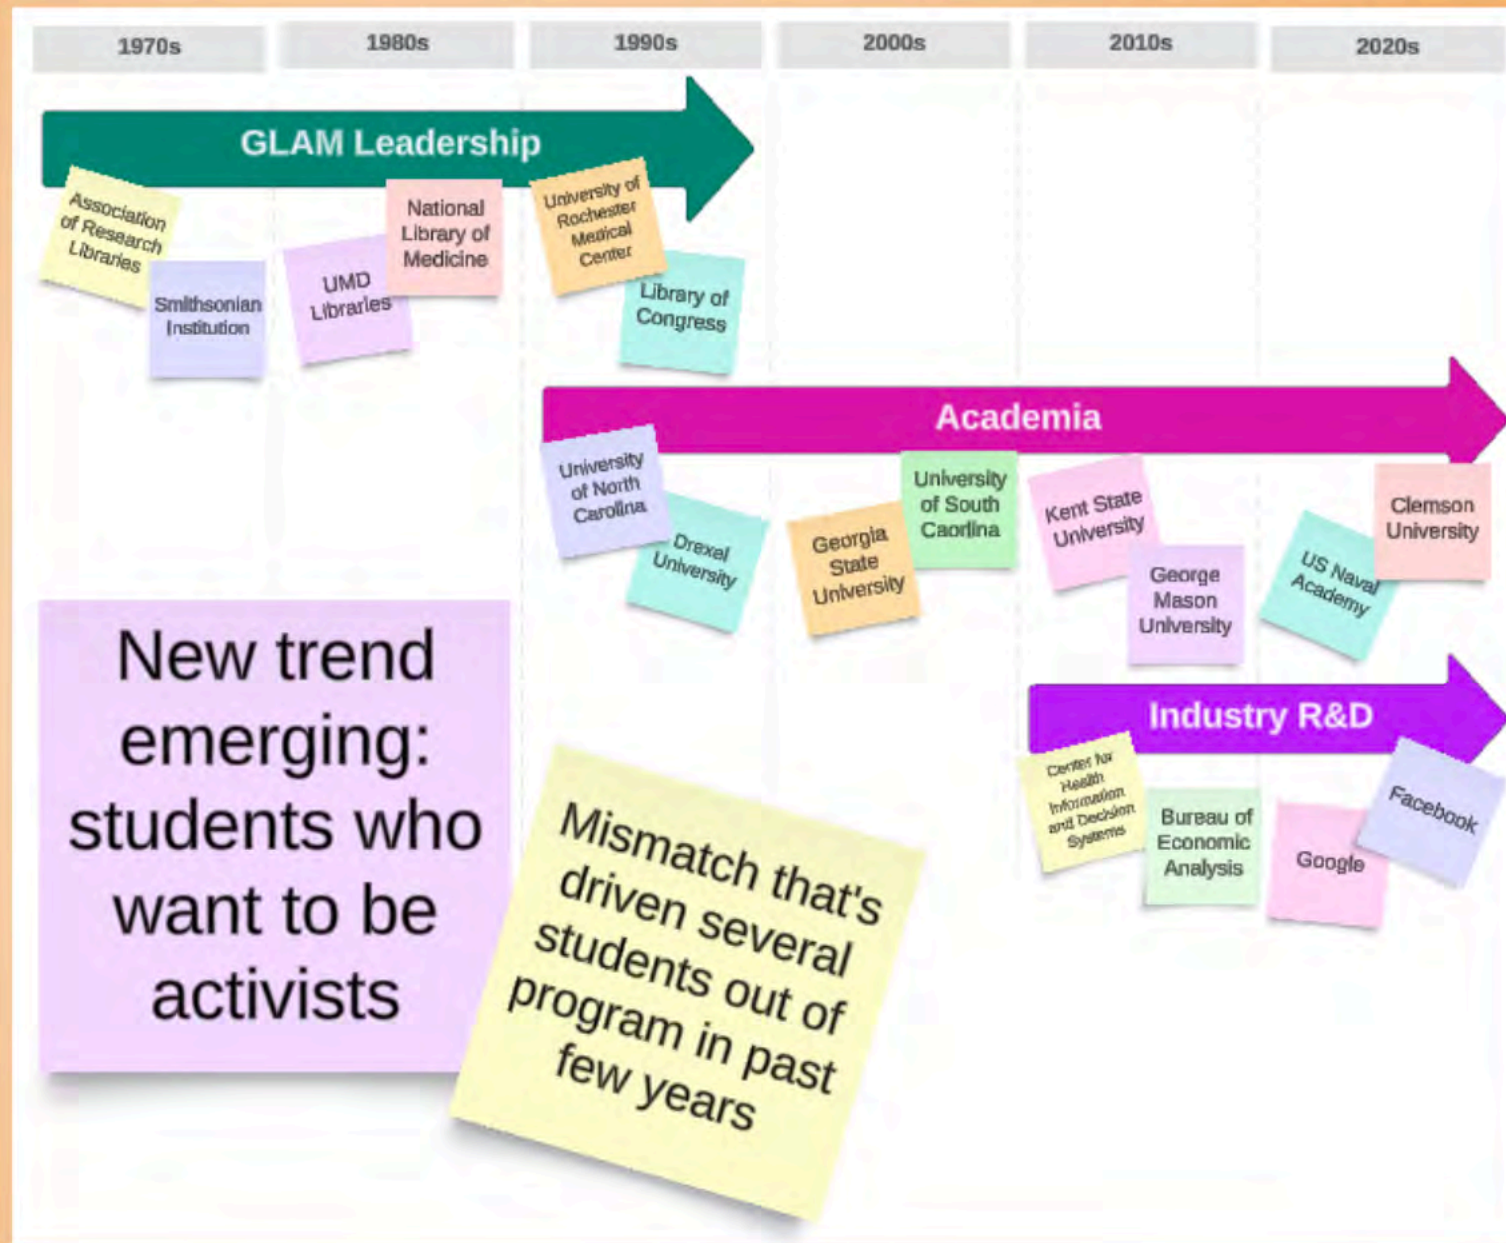 1970s 1980s 1990s 2000s 2010s 2020s
GLAM Leadership
Association
of Research
Libraries
Smithsonian
Institution
UMD
Libraries
National
Library of
Medicine
University of
Rochester
Medical
Center
Library of
Congress
Academia
University
of North
Carolina
Drexel
University
Georgia
State
University
University
of South
Caorlina
Kent State
University
George
Mason
University
US Naval
Academy
Clemson
University
Industry R&D
Center for
Health
Information
and Decision
Systems
Bureau of
Economic
Analysis
Google
Facebook
New trend
emerging:
students who
want to be
activists
Mismatch that's
driven several
students out of
program in past
few years